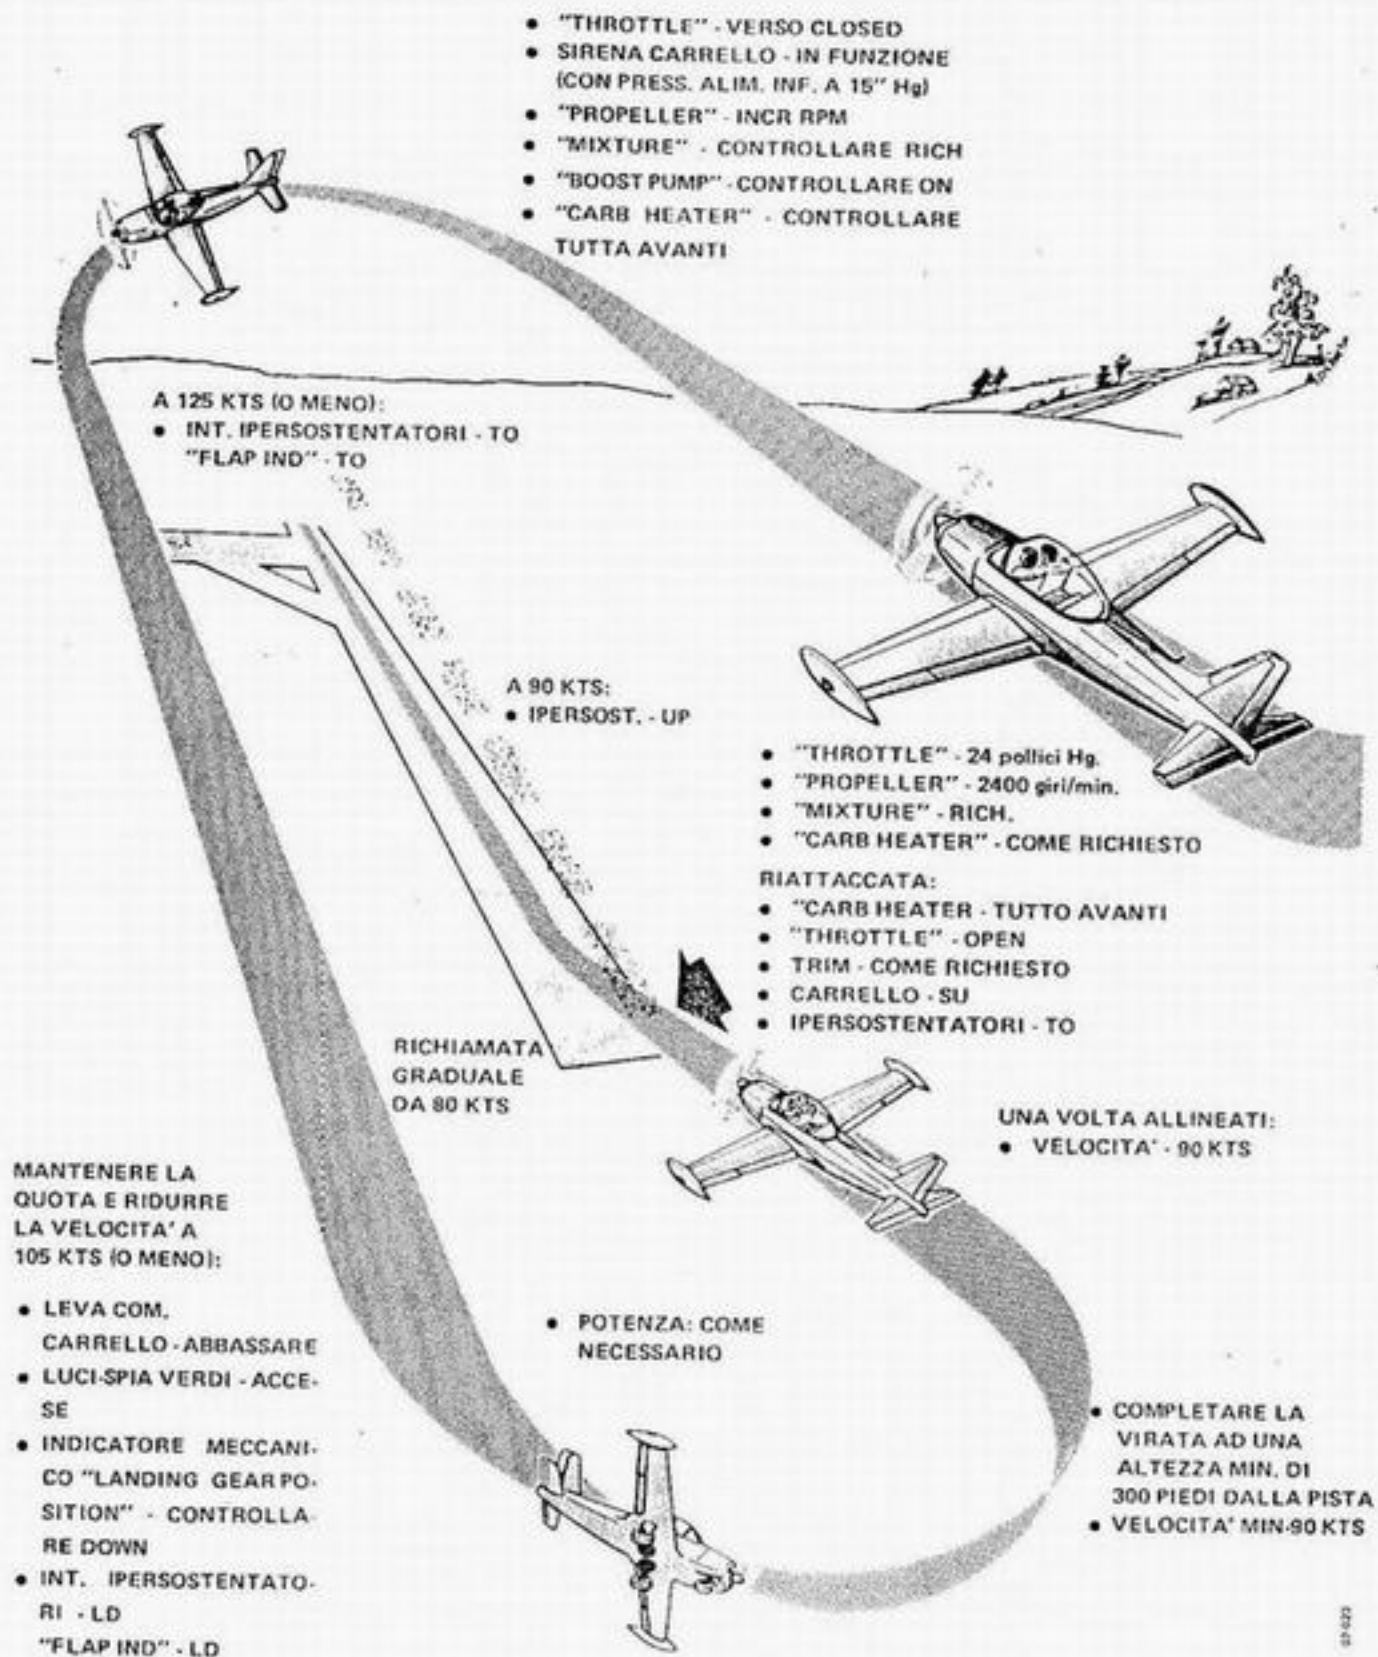 • "THROTTLE" - VERSO CLOSED
• SIRENA CARRELLO - IN FUNZIONE
(CON PRESS. ALIM. INF. A 15" Hg)
• "PROPELLER" - INCR RPM
• "MIXTURE" - CONTROLLARE RICH
• "BOOST PUMP" - CONTROLLARE ON
• "CARB HEATER" - CONTROLLARE
TUTTA AVANTI
A 125 KTS (O MENO):
• INT. IPERSOSTENTATORI - TO
"FLAP IND" - TO
A 90 KTS:
• IPERSOST. - UP
• "THROTTLE" - 24 pollici Hg.
• "PROPELLER" - 2400 giri/min.
• "MIXTURE" - RICH.
• "CARB HEATER" - COME RICHIESTO
RIATTACCATA:
• "CARB HEATER - TUTTO AVANTI
• "THROTTLE" - OPEN
• TRIM - COME RICHIESTO
• CARRELLO - SU
• IPERSOSTENTATORI - TO
RICHIAMATA
GRADUALE
DA 80 KTS
UNA VOLTA ALLINEATI:
• VELOCITA' - 90 KTS
MANTENERE LA
QUOTA E RIDURRE
LA VELOCITA' A
105 KTS (O MENO):
• LEVA COM.
CARRELLO - ABBASSARE
• LUCI-SPIA VERDI - ACCE-
SE
• INDICATORE MECCANI-
CO "LANDING GEAR PO-
SITION" - CONTROLLA-
RE DOWN
• INT. IPERSOSTENTATO-
RI - LD
"FLAP IND" - LD
• POTENZA: COME
NECESSARIO
• COMPLETARE LA
VIRATA AD UNA
ALTEZZA MIN. DI
300 PIEDI DALLA PISTA
• VELOCITA' MIN-90 KTS